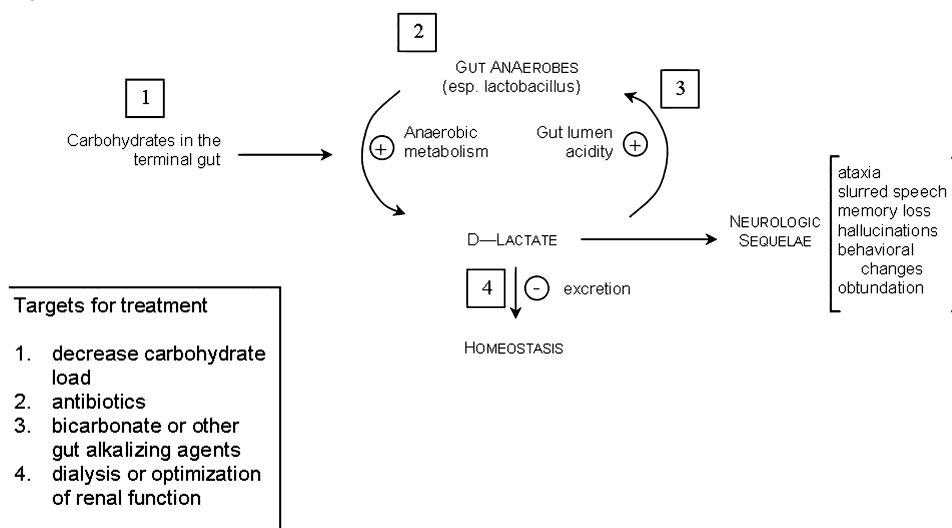 2
GUT ANAEROBES
(esp. lactobacillus)
3
1
Carbohydrates in the
terminal gut
+
Anaerobic
metabolism
Gut lumen
acidity
+
D—LACTATE
NEUROLOGIC
SEQUELAE
ataxia
slurred speech
memory loss
hallucinations
behavioral
changes
obtundation
4
-
excretion
HOMEOSTASIS
Targets for treatment
1. decrease carbohydrate
load
2. antibiotics
3. bicarbonate or other
gut alkalizing agents
4. dialysis or optimization
of renal function